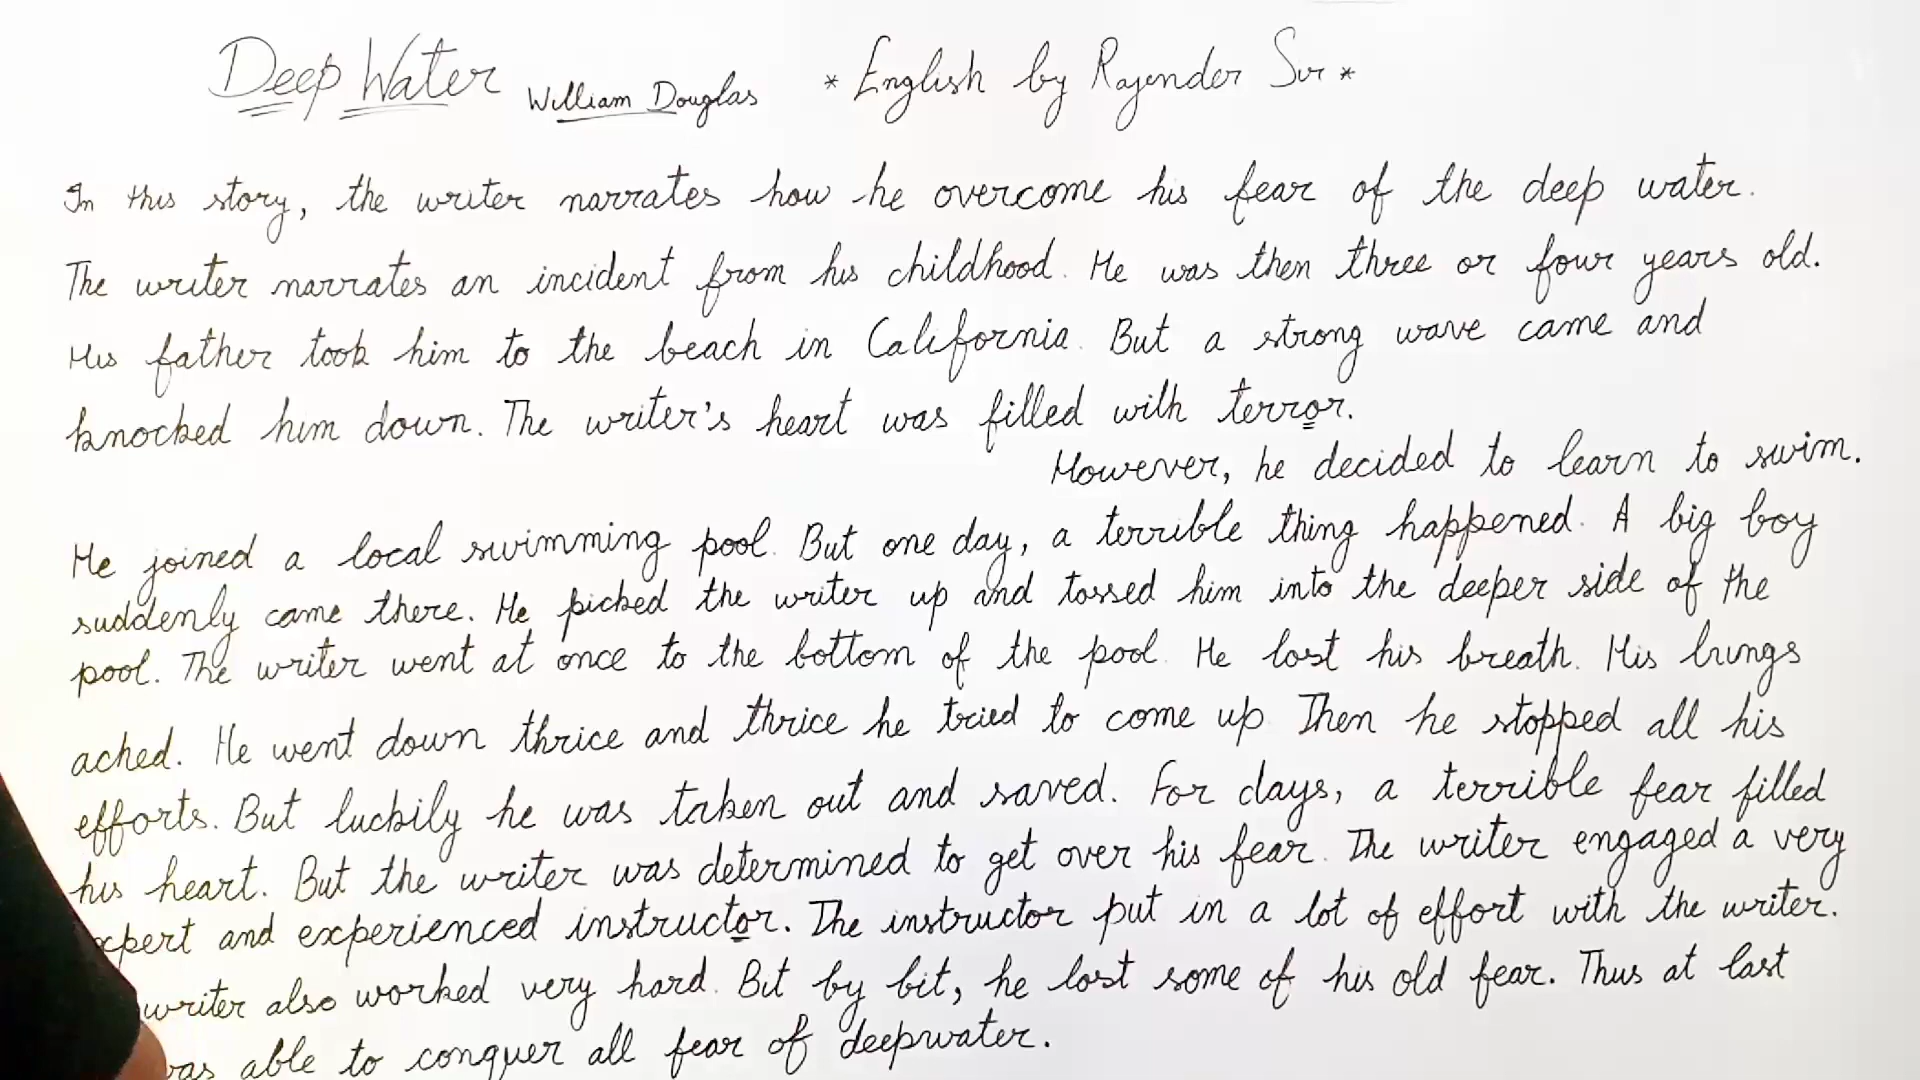 Deep Water William Douglas * English by Rajender Sir *
In this story, the writer narrates how he overcome his fear of the deep water.
The writer narrates an incident from his childhood. He was then three or four years old.
His father took him to the beach in California. But a strong wave came and
knocked him down. The writer's heart was filled with terror.
However, he decided to learn to swim.
He joined a local swimming pool. But one day, a terrible thing happened. A big boy
suddenly came there. He picked the writer up and tossed him into the deeper side of the
pool. The writer went at once to the bottom of the pool. He lost his breath. His lungs
ached. He went down thrice and thrice he tried to come up Then he stopped all his
efforts. But luckily he was taken out and saved. For days, a terrible fear filled
his heart. But the writer was determined to get over his fear. The writer engaged a very
xpert and experienced instructor. The instructor put in a lot of effort with the writer.
writer also worked very hard. Bit by bit, he lost some of his old fear. Thus at last
was able to conquer all fear of deepwater.